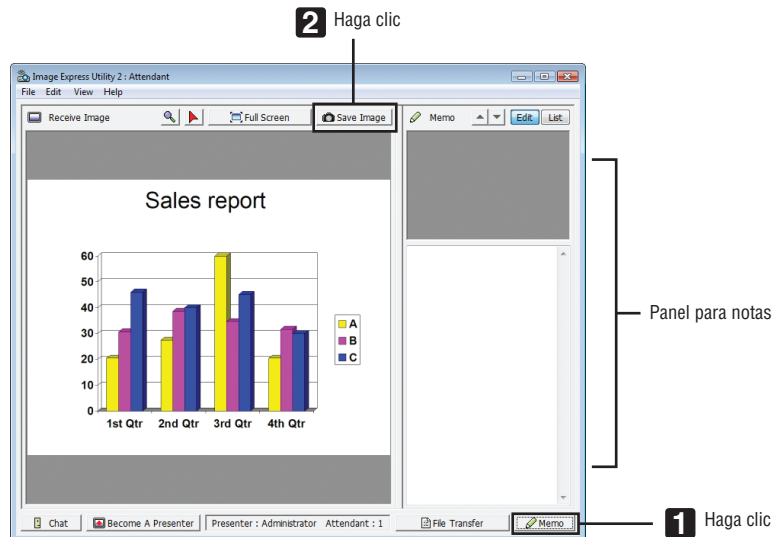 2 Haga clic
Image Express Utility 2 : Attendant
File Edit View Help
Receive Image Full Screen Save Image Memo Edit List
Sales report
60
50
40
30
20
10
0
A
B
C
1st Qtr 2nd Qtr 3rd Qtr 4th Qtr
Panel para notas
Chat Become A Presenter Presenter : Administrator Attendant : 1 File Transfer Memo
1 Haga clic